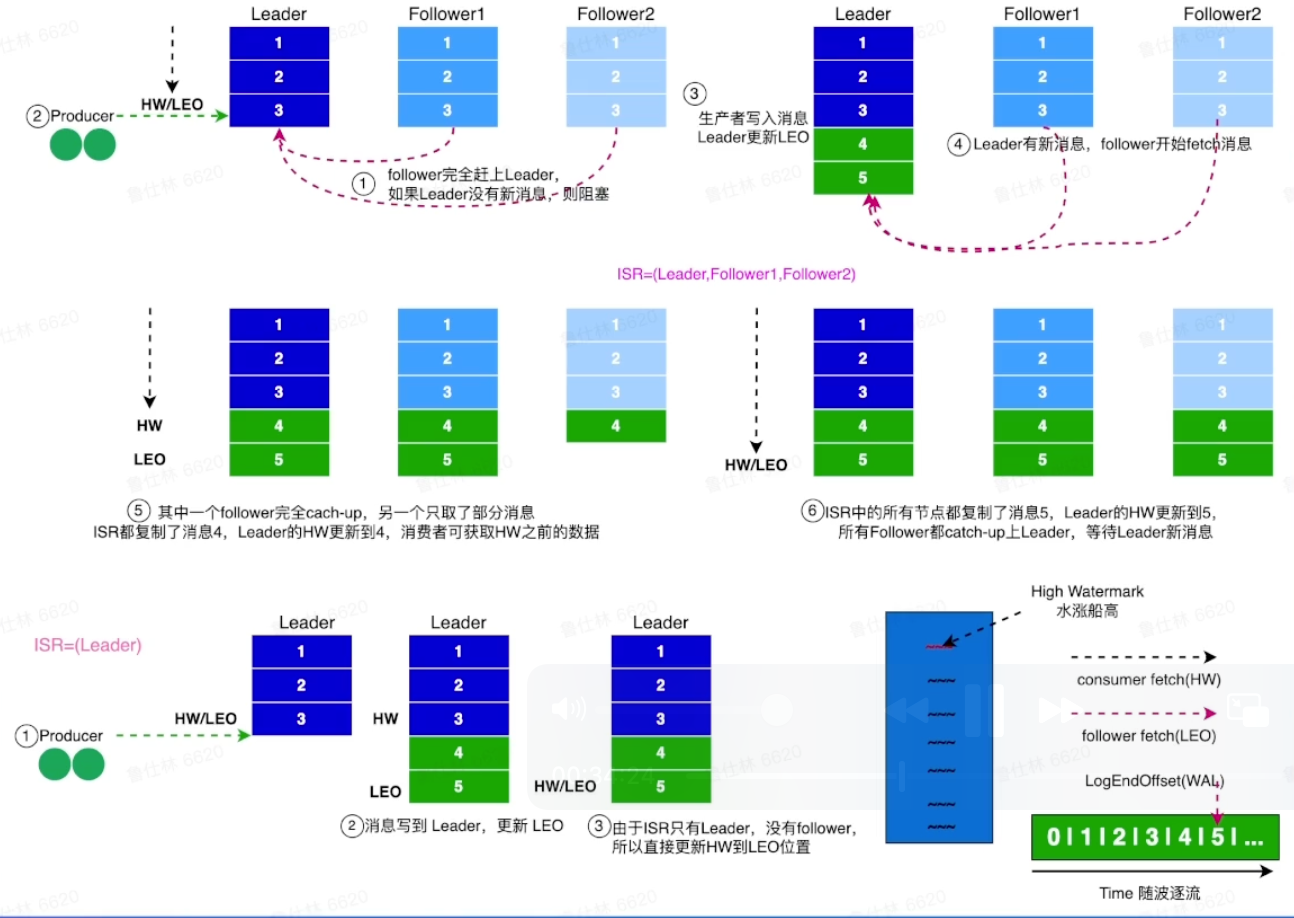 Leader Follower1 Follower2
1 1 1
2 2 2
3 3 3
HW/LEO
②Producer
① follower完全赶上Leader,
如果Leader没有新消息,则阻塞
Leader Follower1 Follower2
1 1 1
2 2 2
3 3 3
4
5
③
生产者写入消息
Leader更新LEO
④Leader有新消息,follower开始fetch消息
ISR=(Leader,Follower1,Follower2)
1 1 1
2 2 2
3 3 3
HW 4 4 4
LEO 5 5
⑤ 其中一个follower完全cach-up,另一个只取了部分消息
ISR都复制了消息4,Leader的HW更新到4,消费者可获取HW之前的数据
1 1 1
2 2 2
3 3 3
4 4 4
HW/LEO 5 5 5
⑥ISR中的所有节点都复制了消息5,Leader的HW更新到5,
所有Follower都catch-up上Leader,等待Leader新消息
ISR=(Leader)
Leader
1
2
HW/LEO 3
①Producer
Leader
1
2
HW 3
4
LEO 5
②消息写到 Leader,更新 LEO
Leader
1
2
3
4
HW/LEO 5
③由于ISR只有Leader,没有follower,
所以直接更新HW到LEO位置
High Watermark
水涨船高
consumer fetch(HW)
follower fetch(LEO)
LogEndOffset(WAL)
0|1|2|3|4|5|...
Time 随波逐流
00:34:24
鲁仕林 6620